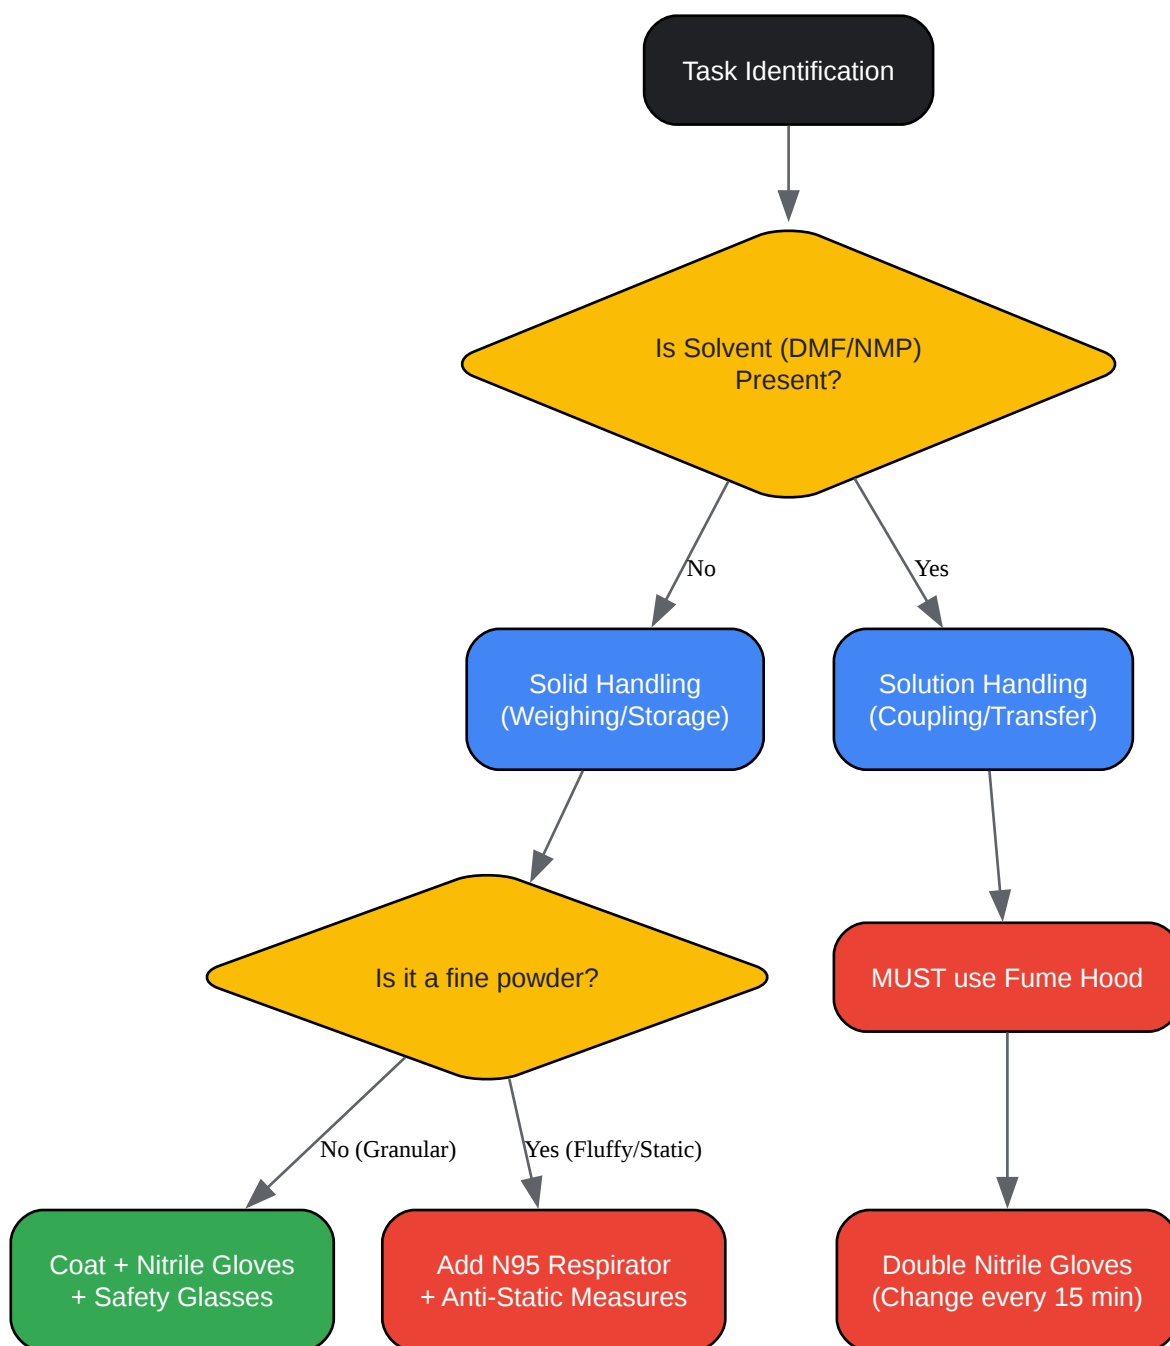 Task Identification
Is Solvent (DMF/NMP)
Present?
No
Yes
Solid Handling
(Weighing/Storage)
Solution Handling
(Coupling/Transfer)
Is it a fine powder?
MUST use Fume Hood
No (Granular)
Yes (Fluffy/Static)
Coat + Nitrile Gloves
+ Safety Glasses
Add N95 Respirator
+ Anti-Static Measures
Double Nitrile Gloves
(Change every 15 min)